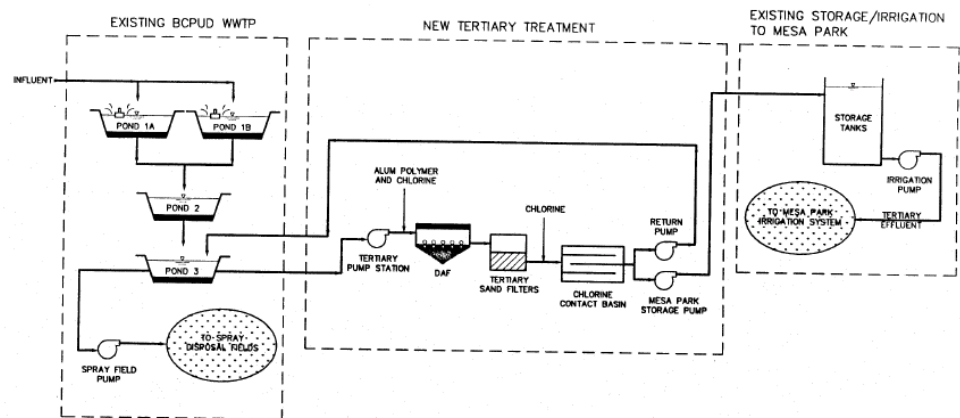 EXISTING BCPUD WWTP
NEW TERTIARY TREATMENT
EXISTING STORAGE/IRRIGATION
TO MESA PARK
INFLUENT
POND 1A
POND 1B
POND 2
POND 3
SPRAY FIELD
PUMP
TO SPRAY
DISPOSAL FIELDS
ALUM POLYMER
AND CHLORINE
TERTIARY
PUMP STATION
DAF
TERTIARY
SAND FILTERS
CHLORINE
CHLORINE
CONTACT BASIN
RETURN
PUMP
MESA PARK
STORAGE PUMP
STORAGE
TANKS
IRRIGATION
PUMP
TO MESA PARK
IRRIGATION SYSTEM
TERTIARY
EFFLUENT